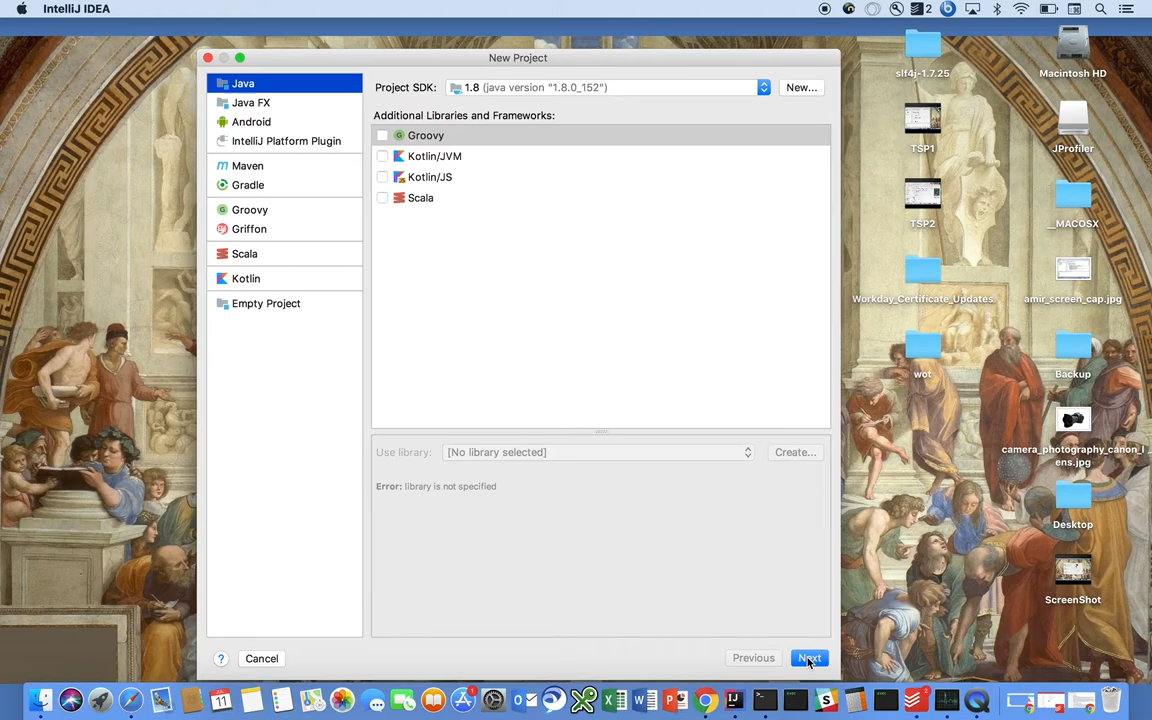 IntelliJ IDEA
2
New Project
Java
Java FX
Android
IntelliJ Platform Plugin
Maven
Gradle
Groovy
Griffon
Scala
Kotlin
Empty Project
Project SDK: 1.8 (java version "1.8.0_152") New...
Additional Libraries and Frameworks:
Groovy
Kotlin/JVM
Kotlin/JS
Scala
Use library: [No library selected] Create...
Error: library is not specified
? Cancel Previous Next
slf4j-1.7.25
Macintosh HD
TSP1
JProfiler
TSP2
__MACOSX
Workday_Certificate_Updates
amir_screen_cap.jpg
wot
Backup
camera_photography_canon_l
ens.jpg
Desktop
ScreenShot
11